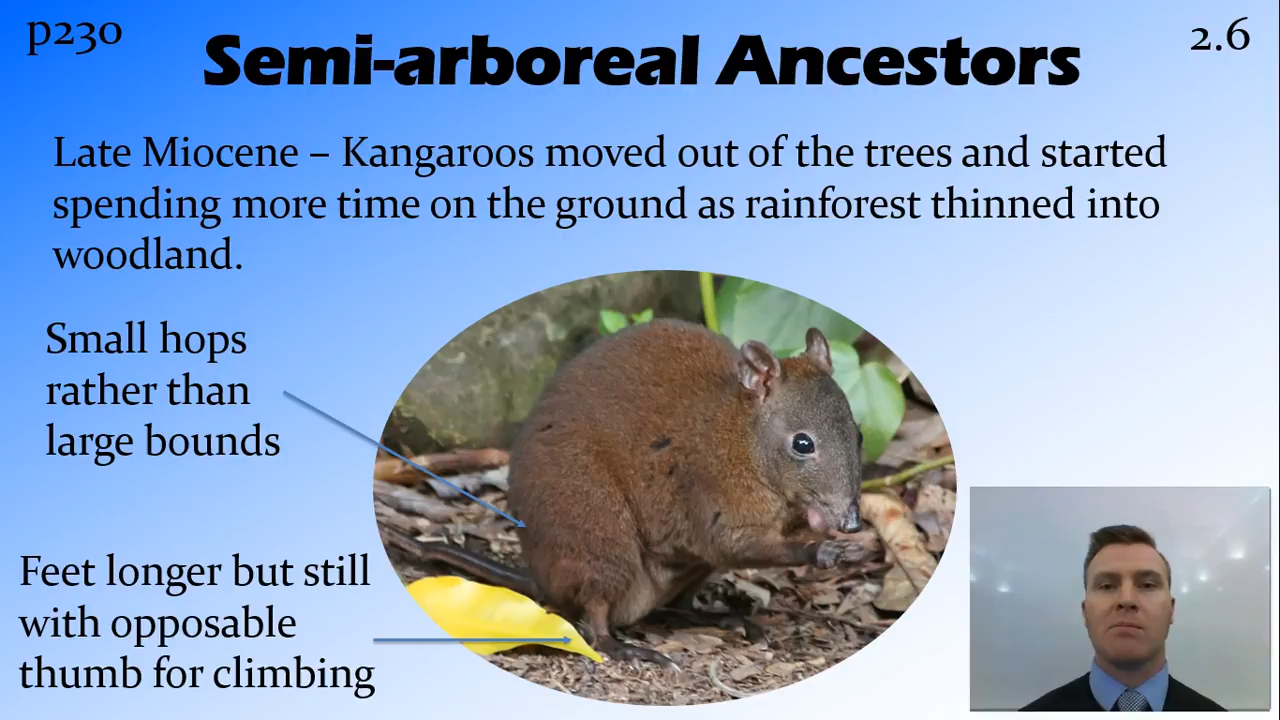 p230
2.6
Semi-arboreal Ancestors
Late Miocene – Kangaroos moved out of the trees and started
spending more time on the ground as rainforest thinned into
woodland.
Small hops
rather than
large bounds
Feet longer but still
with opposable
thumb for climbing